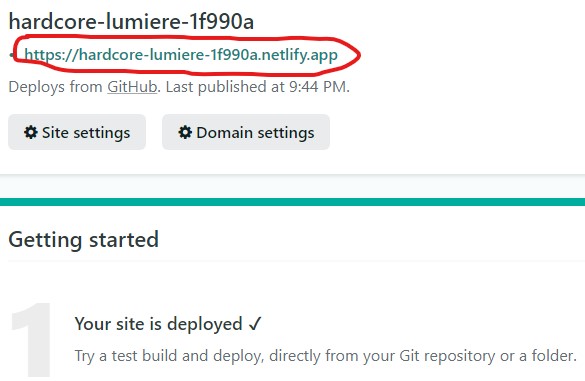 hardcore-lumiere-1f990a
https://hardcore-lumiere-1f990a.netlify.app
Deploys from GitHub. Last published at 9:44 PM.
Site settings Domain settings
Getting started
1
Your site is deployed ✓
Try a test build and deploy, directly from your Git repository or a folder.